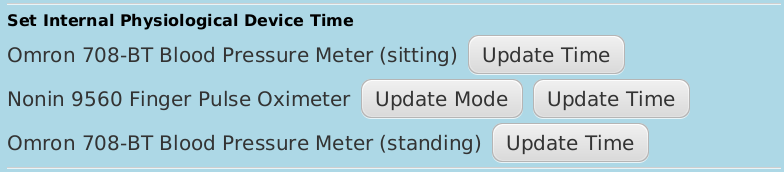 Set Internal Physiological Device Time
Omron 708-BT Blood Pressure Meter (sitting) Update Time
Nonin 9560 Finger Pulse Oximeter Update Mode Update Time
Omron 708-BT Blood Pressure Meter (standing) Update Time